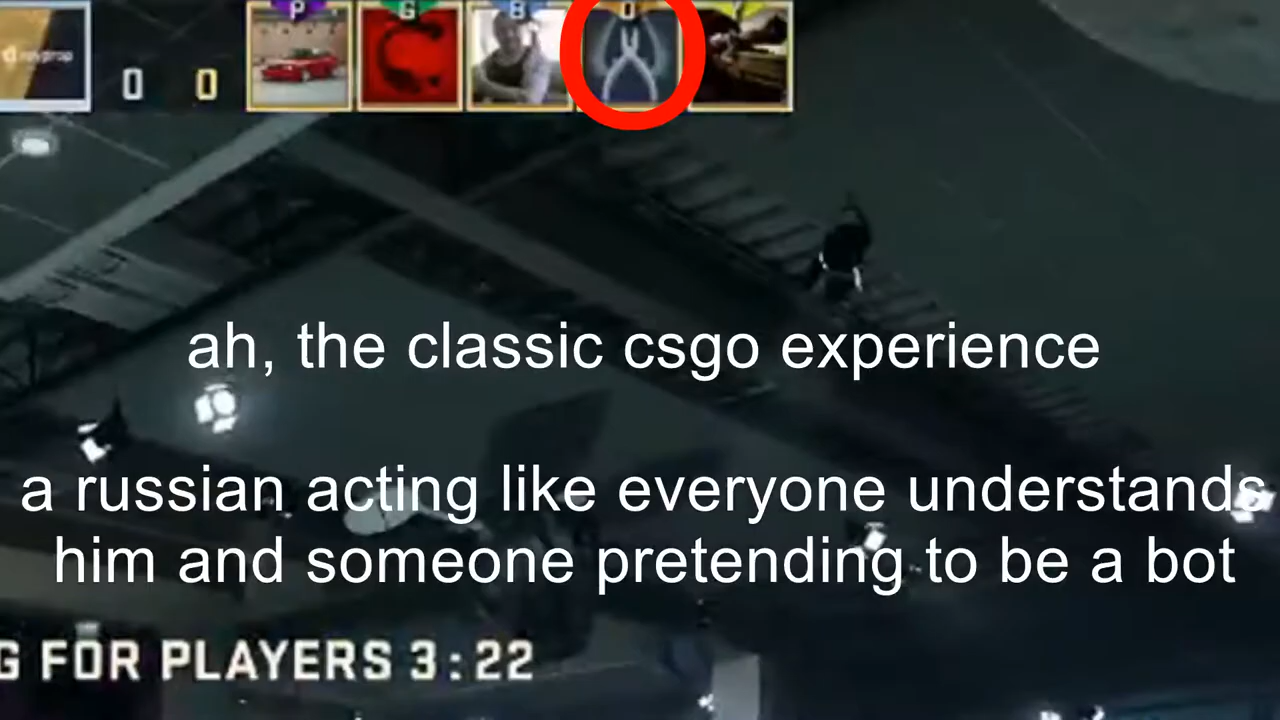 P G B O Y
0 0
ah, the classic csgo experience
a russian acting like everyone understands
him and someone pretending to be a bot
G FOR PLAYERS 3:22